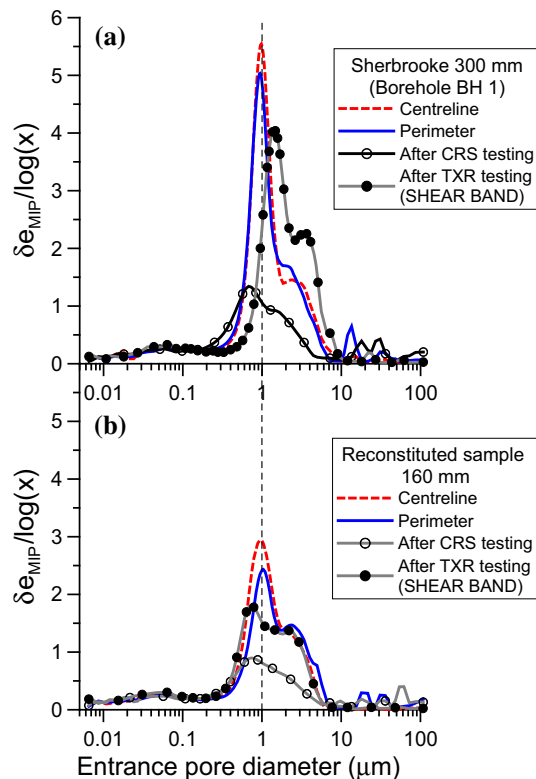 (a)
6
5
4
3
2
1
0
δe_MIP/log(x)
Sherbrooke 300 mm
(Borehole BH 1)
Centreline
Perimeter
After CRS testing
After TXR testing
(SHEAR BAND)
0.01 0.1 1 10 100
(b)
5
4
3
2
1
0
δe_MIP/log(x)
Reconstituted sample
160 mm
Centreline
Perimeter
After CRS testing
After TXR testing
(SHEAR BAND)
0.01 0.1 1 10 100
Entrance pore diameter (μm)